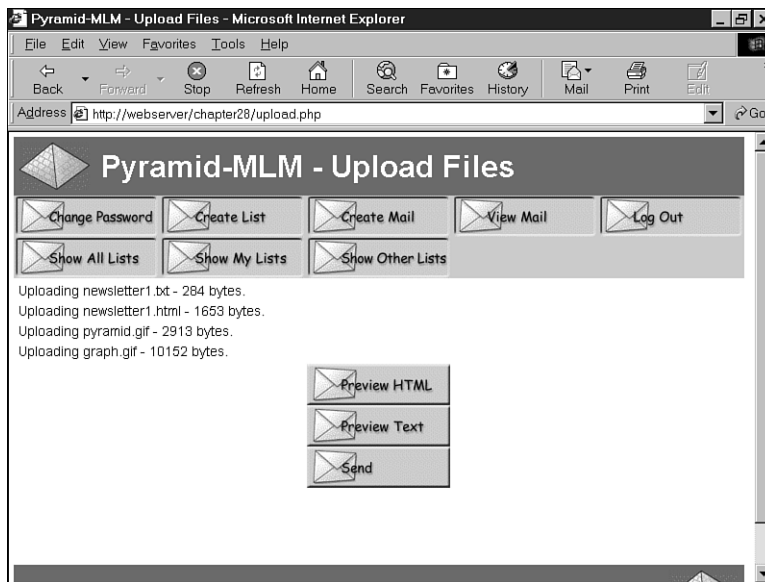 Pyramid-MLM - Upload Files - Microsoft Internet Explorer
File Edit View Favorites Tools Help
Back Forward Stop Refresh Home Search Favorites History Mail Print Edit
Address http://webserver/chapter28/upload.php Go
Pyramid-MLM - Upload Files
Change Password Create List Create Mail View Mail Log Out
Show All Lists Show My Lists Show Other Lists
Uploading newsletter1.txt - 284 bytes.
Uploading newsletter1.html - 1653 bytes.
Uploading pyramid.gif - 2913 bytes.
Uploading graph.gif - 10152 bytes.
Preview HTML
Preview Text
Send